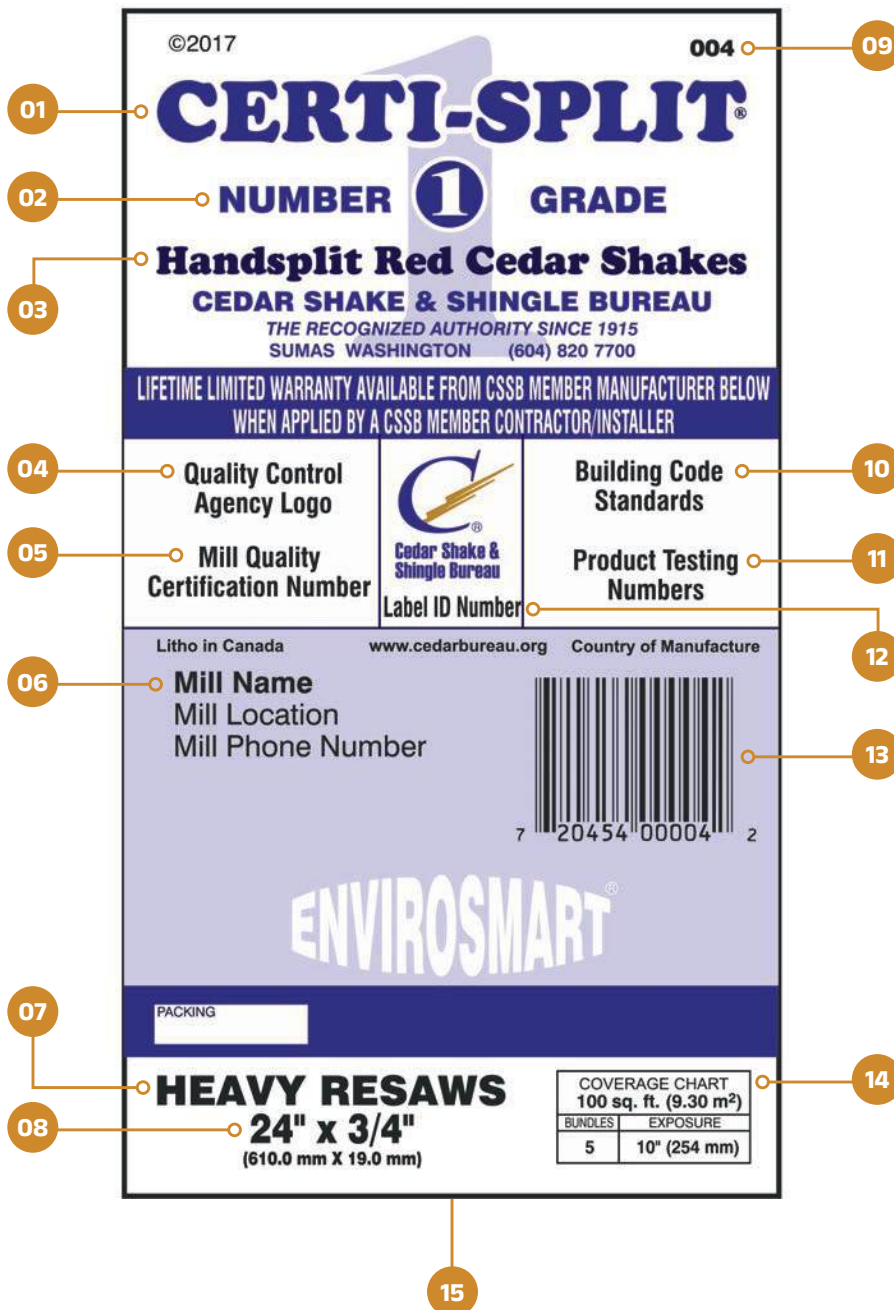 ©2017
004
09
01
CERTI-SPLIT®
02
NUMBER 1 GRADE
03
Handsplit Red Cedar Shakes
CEDAR SHAKE & SHINGLE BUREAU
THE RECOGNIZED AUTHORITY SINCE 1915
SUMAS WASHINGTON (604) 820 7700
LIFETIME LIMITED WARRANTY AVAILABLE FROM CSSB MEMBER MANUFACTURER BELOW
WHEN APPLIED BY A CSSB MEMBER CONTRACTOR/INSTALLER
04
Quality Control
Agency Logo
05
Mill Quality
Certification Number
C®
Cedar Shake &
Shingle Bureau
Label ID Number
Building Code
Standards
10
Product Testing
Numbers
11
12
Litho in Canada www.cedarbureau.org Country of Manufacture
06
Mill Name
Mill Location
Mill Phone Number
13
7 20454 00004 2
ENVIROSMART®
PACKING
07
HEAVY RESAWS
08
24" x 3/4"
(610.0 mm X 19.0 mm)
14
COVERAGE CHART
100 sq. ft. (9.30 m²)
BUNDLES EXPOSURE
5 10" (254 mm)
15